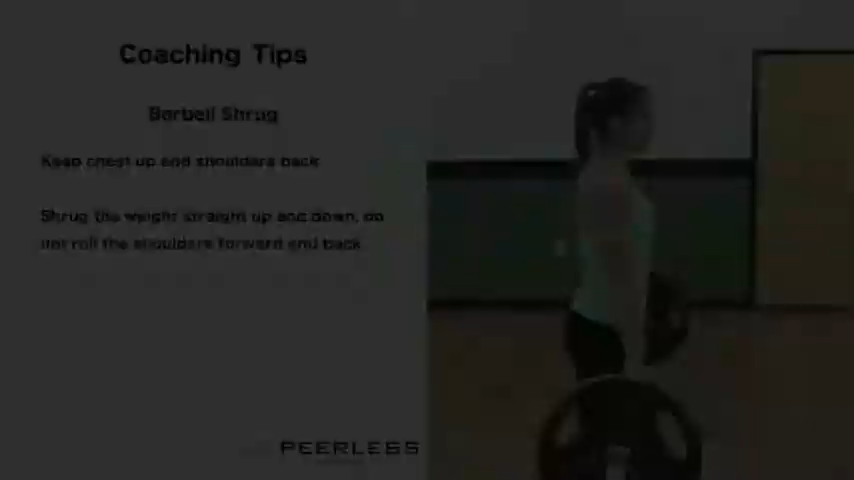 Coaching Tips
Barbell Shrug
Keep chest up and shoulders back
Shrug the weight straight up and down, do
not roll the shoulders forward and back
PEERLESS